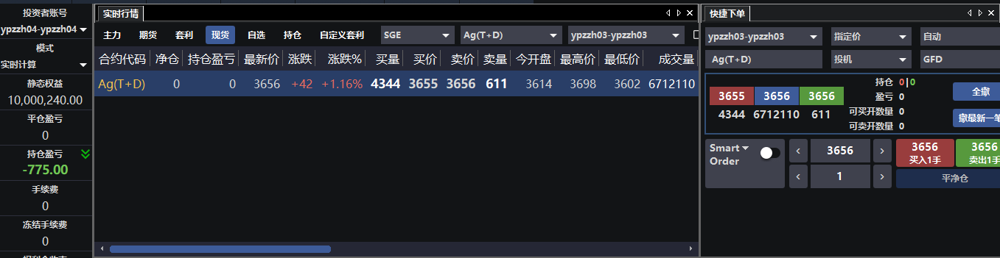 投资者账号
ypzzh04-ypzzh04
模式
实时计算
静态权益
10,000,240.00
平仓盈亏
0
持仓盈亏
-775.00
手续费
0
冻结手续费
0
实时行情
主力 期货 套利 现货 自选 持仓 自定义套利 SGE Ag(T+D) ypzzh03-ypzzh03
合约代码 净仓 持仓盈亏 最新价 涨跌 涨跌% 买量 买价 卖价 卖量 今开盘 最高价 最低价 成交量
Ag(T+D) 0 0 3656 +42 +1.16% 4344 3655 3656 611 3614 3698 3602 6712110
快捷下单
ypzzh03-ypzzh03 指定价 自动
Ag(T+D) 投机 GFD
3655 3656 3656
4344 6712110 611
持仓 0|0
盈亏 0
可买开数量 0
可卖开数量 0
全撤
撤最新一笔
Smart Order
< 3656 >
< 1 >
3656 买入1手
3656 卖出1手
平净仓